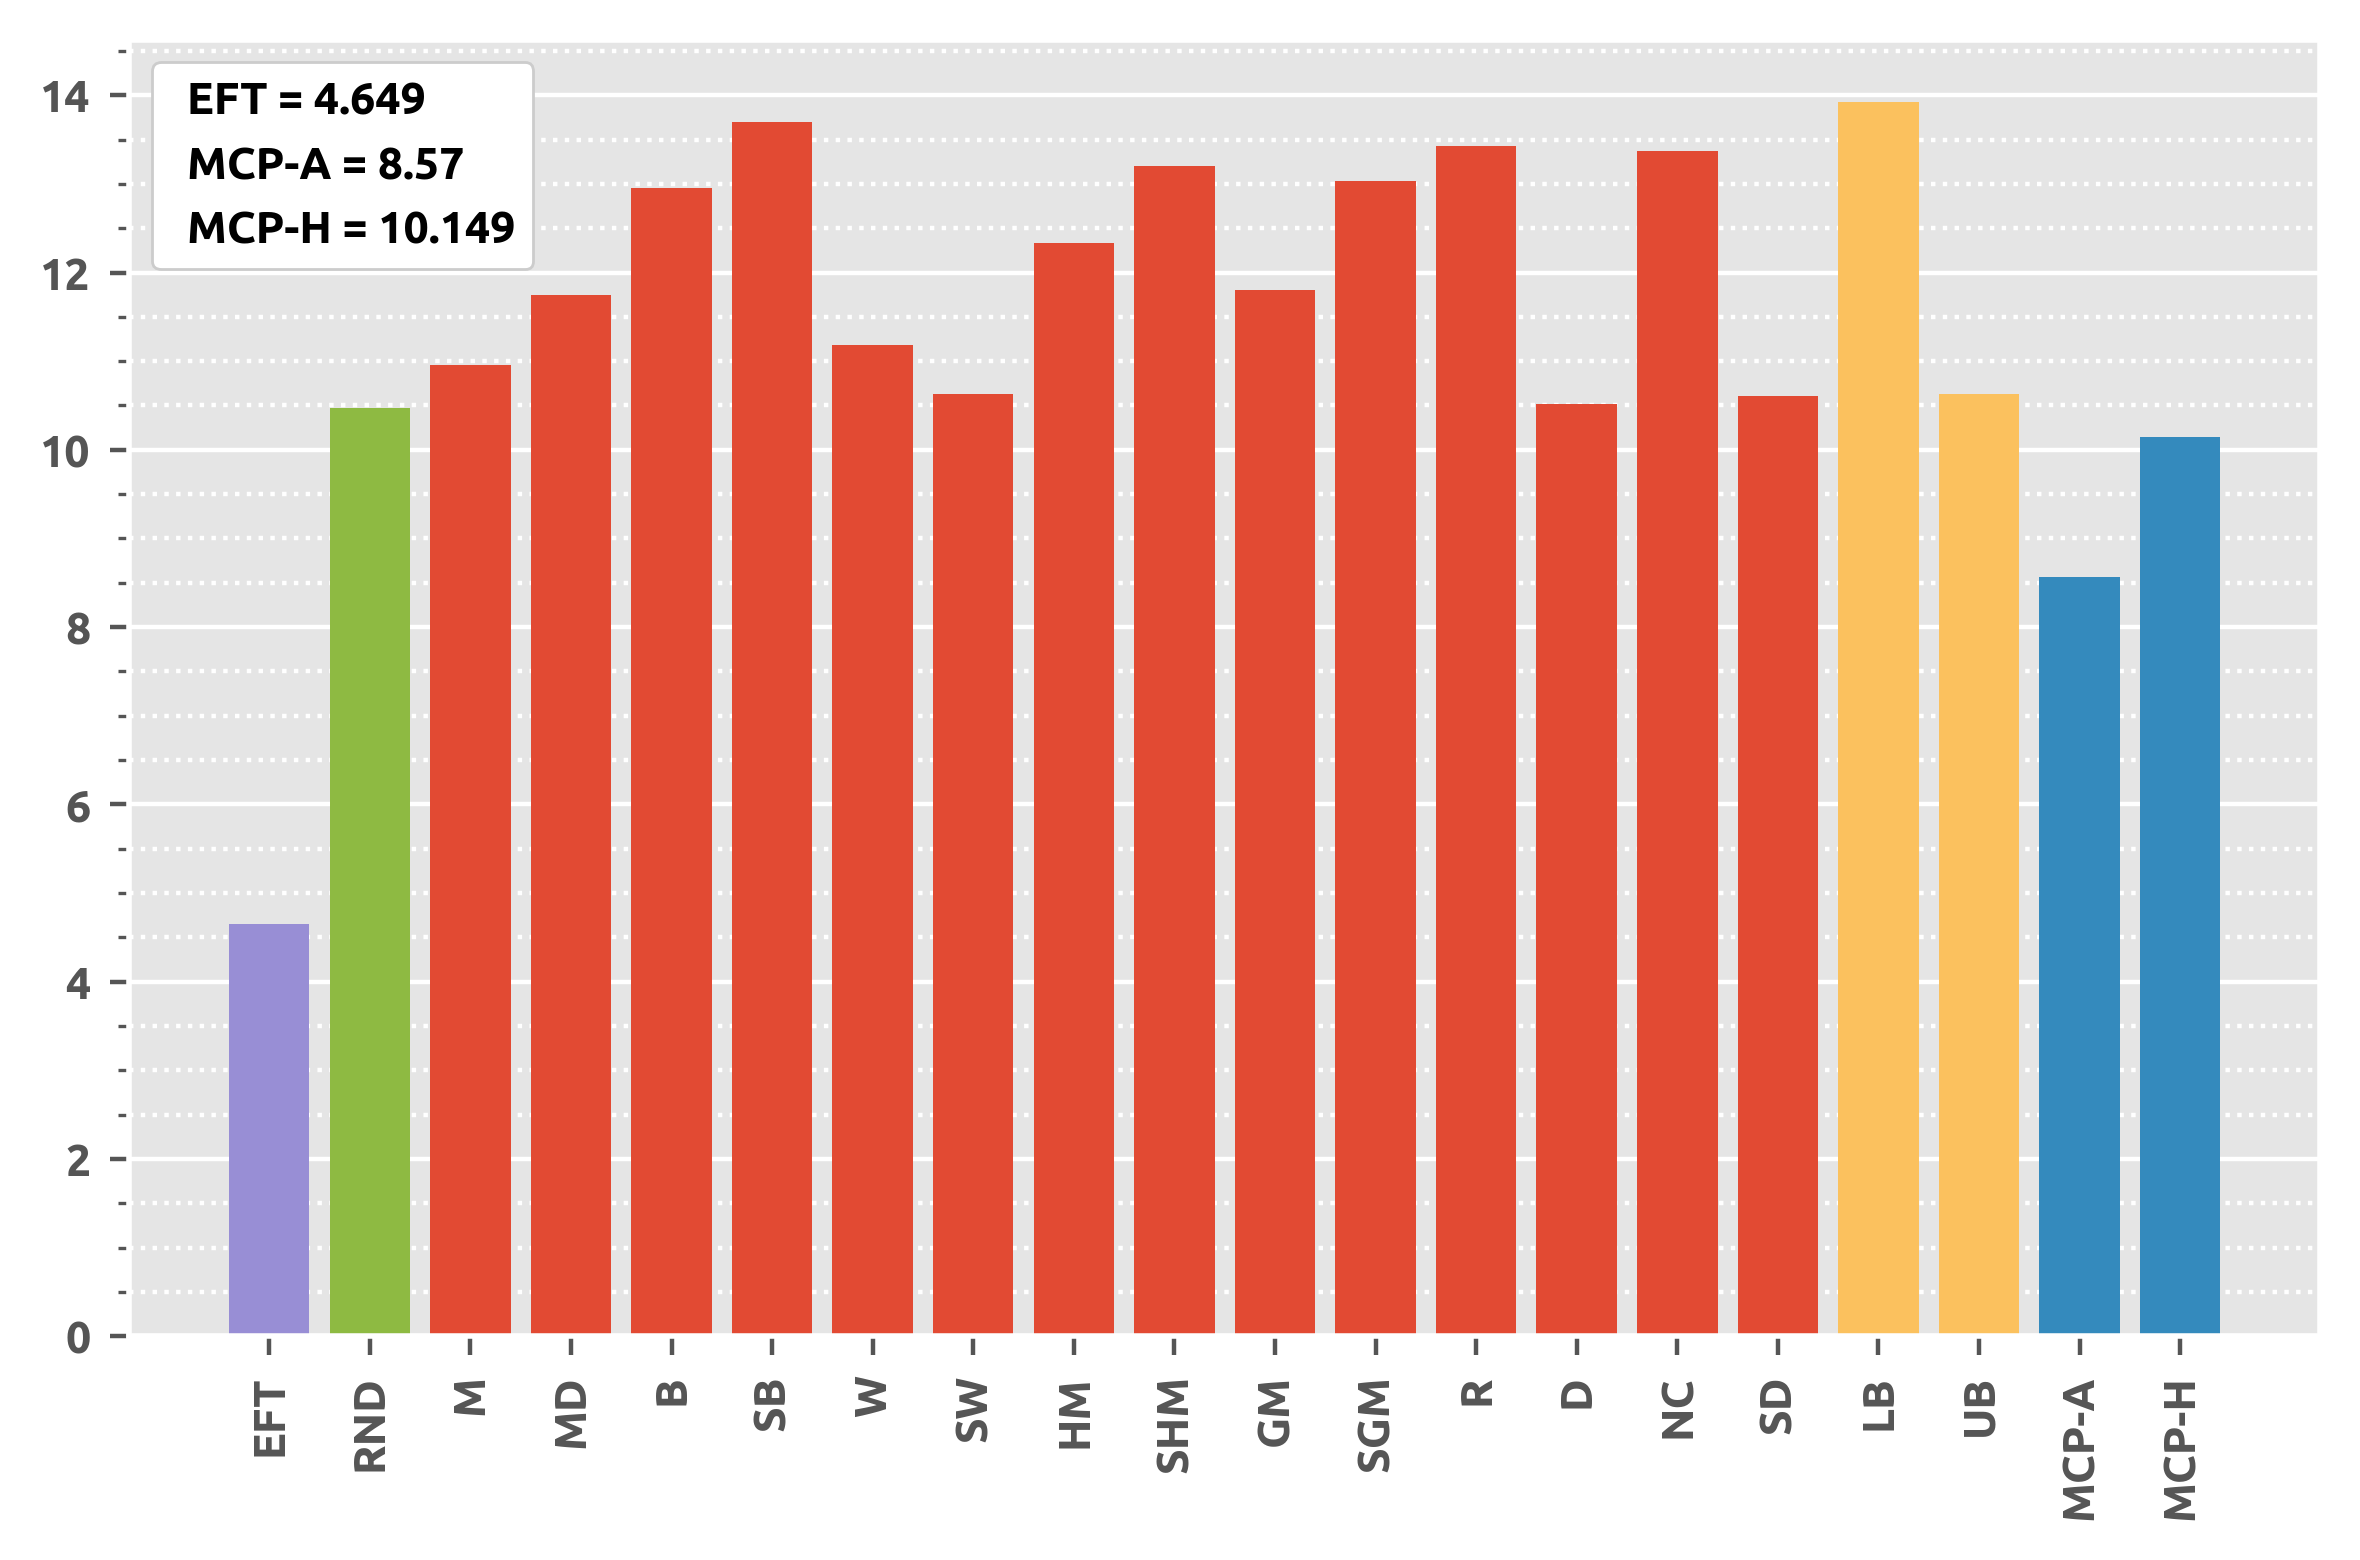 EFT = 4.649
MCP-A = 8.57
MCP-H = 10.149
14
12
10
8
6
4
2
0
EFT
RND
M
MD
B
SB
W
SW
HM
SHM
GM
SGM
R
D
NC
SD
LB
UB
MCP-A
MCP-H